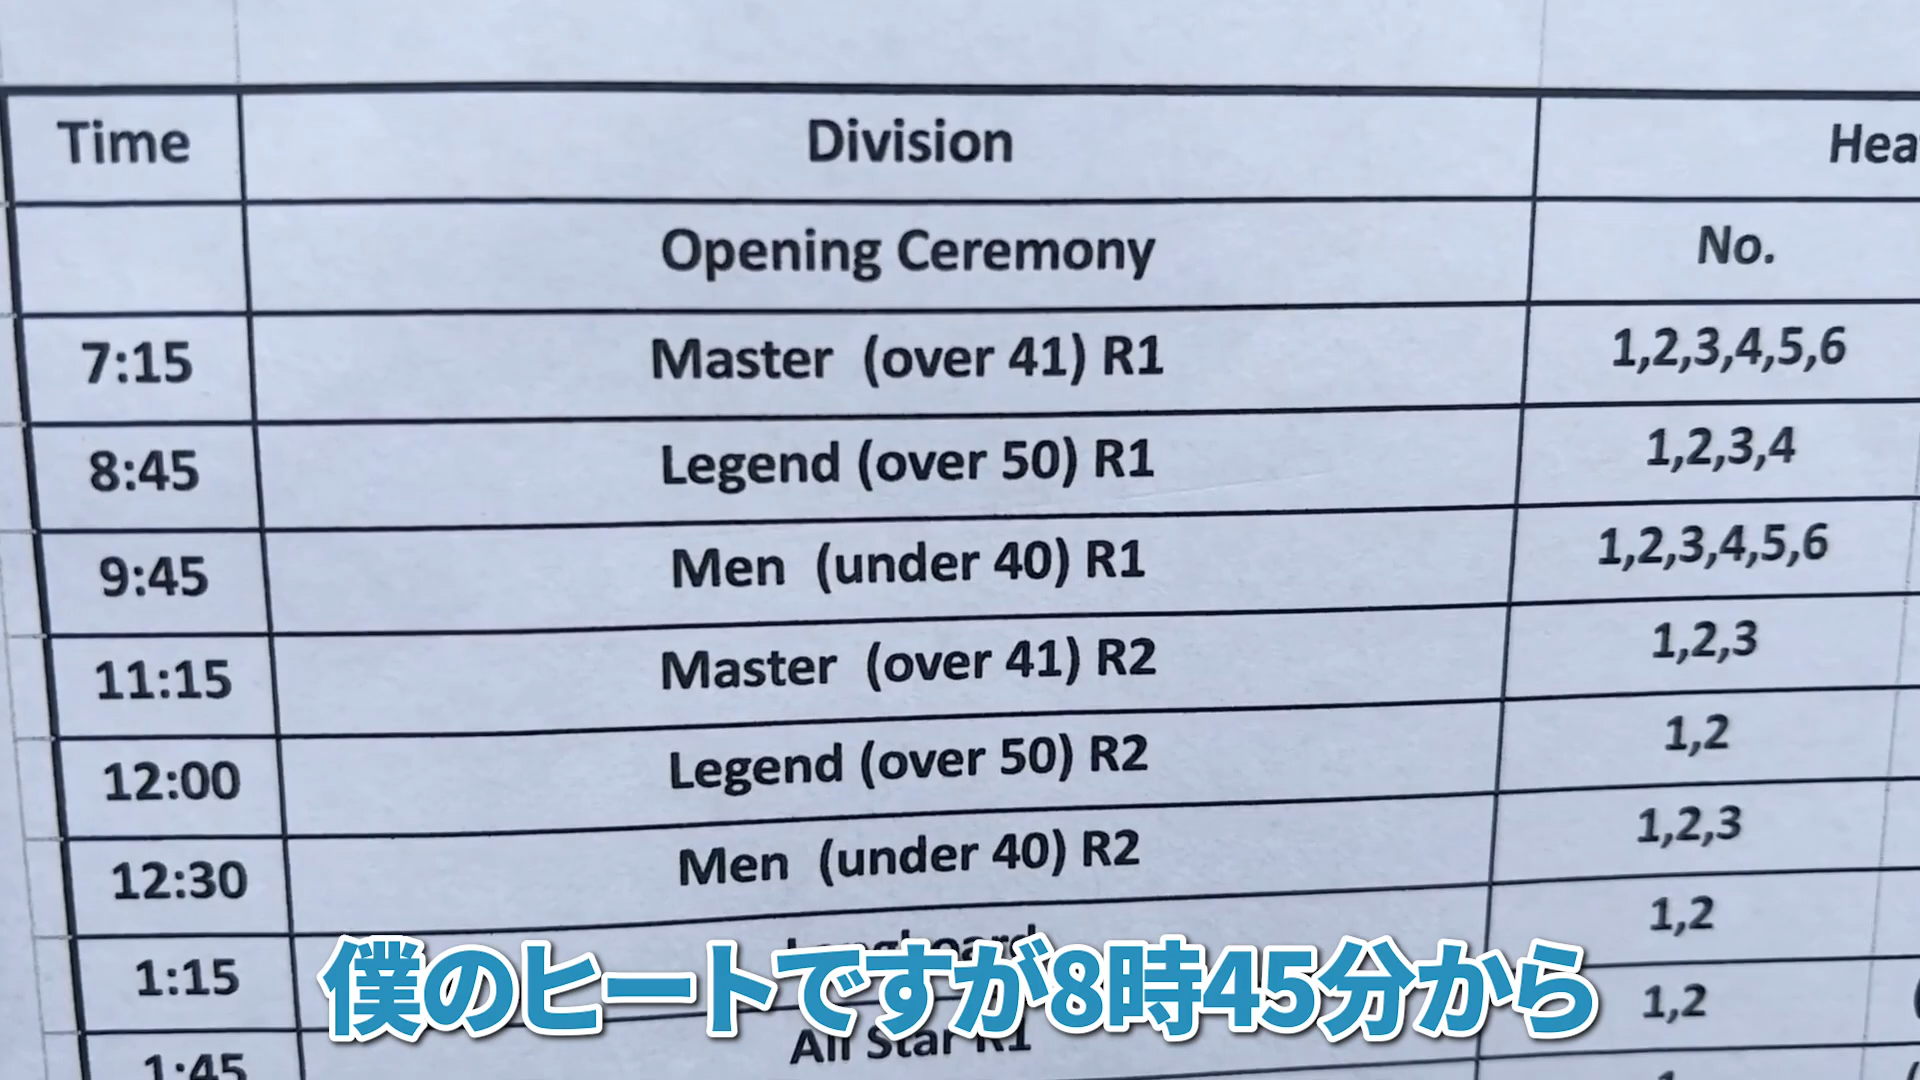 Time Division
Opening Ceremony No.
7:15 Master (over 41) R1 1,2,3,4,5,6
8:45 Legend (over 50) R1 1,2,3,4
9:45 Men (under 40) R1 1,2,3,4,5,6
11:15 Master (over 41) R2 1,2,3
12:00 Legend (over 50) R2 1,2
12:30 Men (under 40) R2 1,2,3
1:15 1,2
1:45 All Star R1 1,2
僕のヒートですが8時45分から